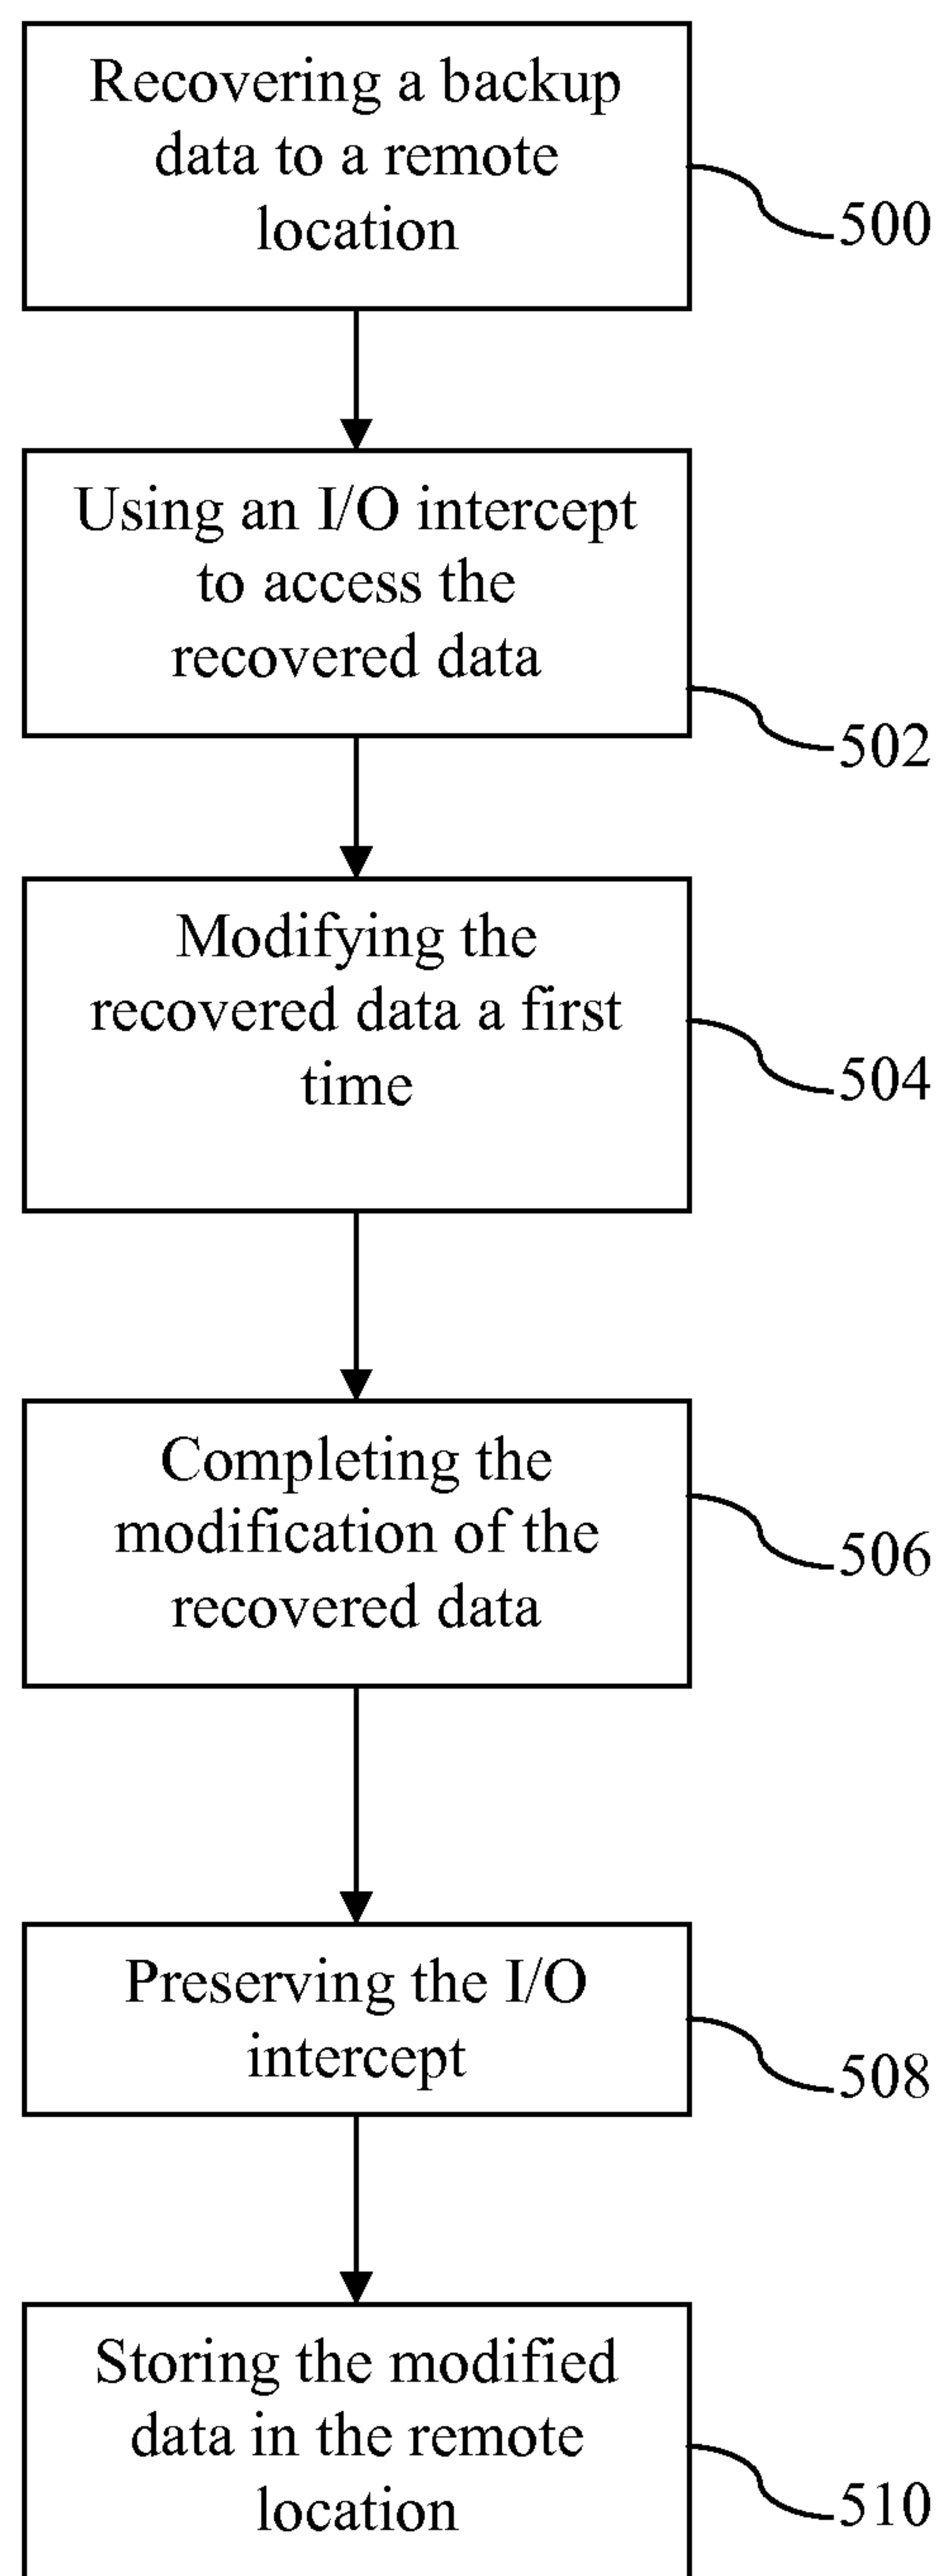 Recovering a backup
data to a remote
location
500
Using an I/O intercept
to access the
recovered data
502
Modifying the
recovered data a first
time
504
Completing the
modification of the
recovered data
506
Preserving the I/O
intercept
508
Storing the modified
data in the remote
location
510